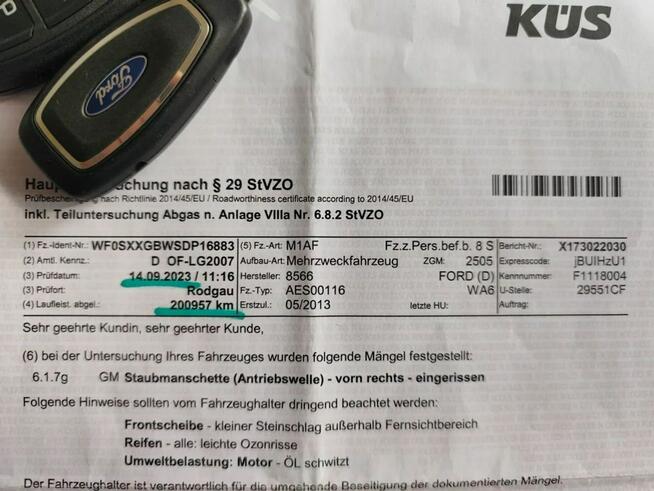 P
Ford
KÜS
Hau chung nach § 29 StVZO
Prüfbesche nach Richtlinie 2014/45/EU / Roadworthiness certificate according to 2014/45/EU
inkl. Teiluntersuchung Abgas n. Anlage VIIIa Nr. 6.8.2 StVZO
(1) Fz.-Ident-Nr.: WF0SXXGBWSDP16883 (5) Fz.-Art: M1AF Fz.z.Pers.bef.b. 8 S Bericht-Nr.: X173022030
(2) Amtl. Kennz.: D OF-LG2007 Aufbau-Art: Mehrzweckfahrzeug ZGM: 2505 Expresscode: jBUIHzU1
(3) Prüfdatum: 14.09.2023 / 11:16 Hersteller: 8566 FORD (D) Kennnummer: F1118004
(3) Prüfort: Rodgau Fz.-Typ: AES00116 WA6 U-Stelle: 29551CF
(4) Laufleist. abgel.: 200957 km Erstzul.: 05/2013 letzte HU: Auftrag:
Sehr geehrte Kundin, sehr geehrter Kunde,
(6) bei der Untersuchung Ihres Fahrzeuges wurden folgende Mängel festgestellt:
6.1.7g GM Staubmanschette (Antriebswelle) - vorn rechts - eingerissen
Folgende Hinweise sollten vom Fahrzeughalter dringend beachtet werden:
Frontscheibe - kleiner Steinschlag außerhalb Fernsichtbereich
Reifen - alle: leichte Ozonrisse
Umweltbelastung: Motor - ÖL schwitzt
Der Fahrzeughalter ist verantwortlich für die umgehende Beseitigung der dokumentierten Mängel.